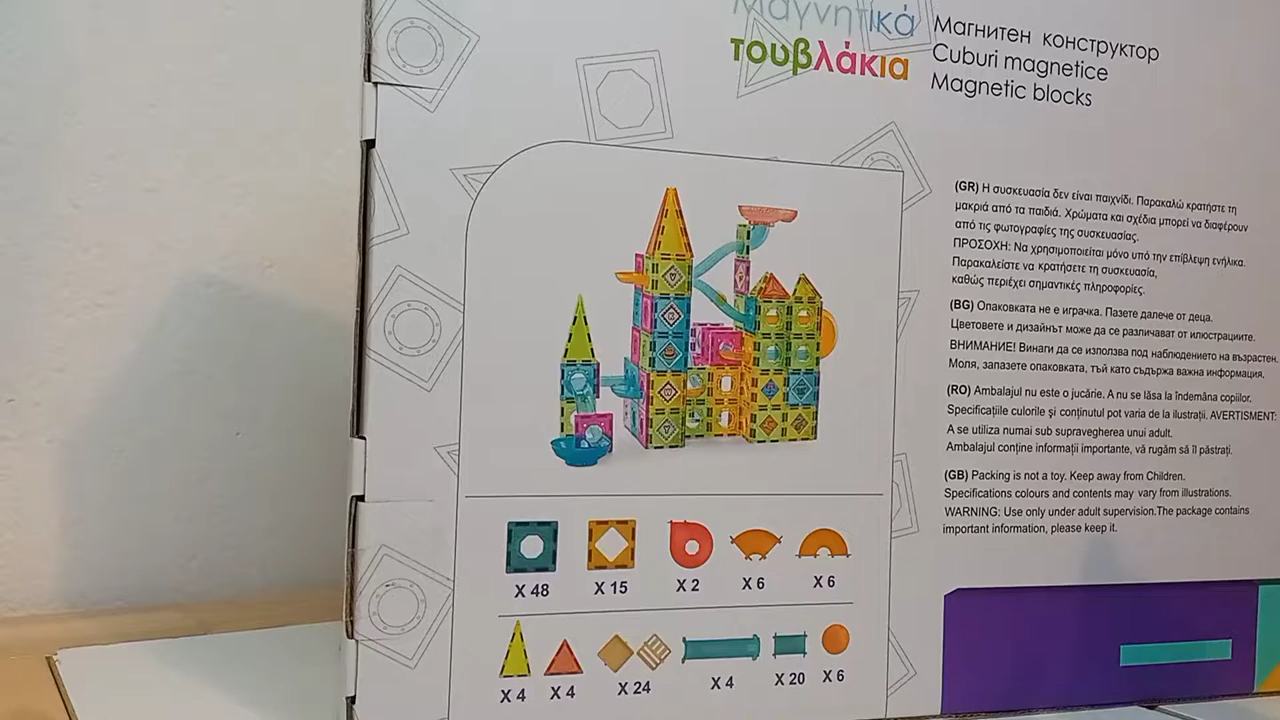 Μαγνητικά
τουβλάκια
Магнитен конструктор
Cuburi magnetice
Magnetic blocks
(GR) Η συσκευασία δεν είναι παιχνίδι. Παρακαλώ κρατήστε τη
μακριά από τα παιδιά. Χρώματα και σχέδια μπορεί να διαφέρουν
από τις φωτογραφίες της συσκευασίας.
ΠΡΟΣΟΧΗ: Να χρησιμοποιείται μόνο υπό την επίβλεψη ενήλικα.
Παρακαλείστε να κρατήσετε τη συσκευασία,
καθώς περιέχει σημαντικές πληροφορίες.
(BG) Опаковката не е играчка. Пазете далече от деца.
Цветовете и дизайнът може да се различават от илюстрациите.
ВНИМАНИЕ! Винаги да се използва под наблюдението на възрастен.
Моля, запазете опаковката, тъй като съдържа важна информация.
(RO) Ambalajul nu este o jucărie. A nu se lăsa la îndemâna copiilor.
Specificațiile culorile și conținutul pot varia de la ilustrații. AVERTISMENT:
A se utiliza numai sub supravegherea unui adult.
Ambalajul conține informații importante, vă rugăm să îl păstrați.
(GB) Packing is not a toy. Keep away from Children.
Specifications colours and contents may vary from illustrations.
WARNING: Use only under adult supervision.The package contains
important information, please keep it.
X 48 X 15 X 2 X 6 X 6
X 4 X 4 X 24 X 4 X 20 X 6